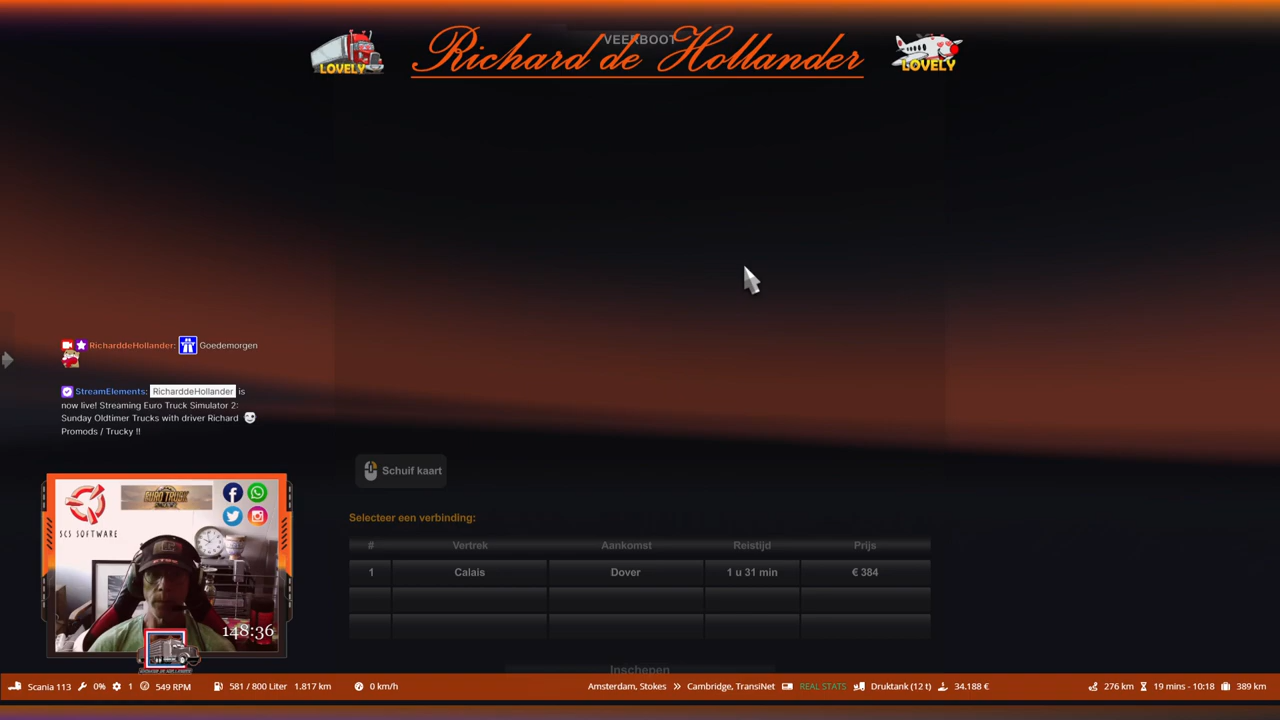 VEERBOOT
Richard de Hollander
LOVELY
LOVELY
RicharddeHollander: Goedemorgen
StreamElements: RicharddeHollander is
now live! Streaming Euro Truck Simulator 2:
Sunday Oldtimer Trucks with driver Richard
Promods / Trucky !!
Schuif kaart
Selecteer een verbinding:
# Vertrek Aankomst Reistijd Prijs
1 Calais Dover 1 u 31 min € 384
Inschepen
SCS SOFTWARE
148:36
Scania 113 0% 1 549 RPM 581 / 800 Liter 1.817 km 0 km/h Amsterdam, Stokes Cambridge, TransiNet REAL STATS Druktank (12 t) 34.188 € 276 km 19 mins - 10:18 389 km